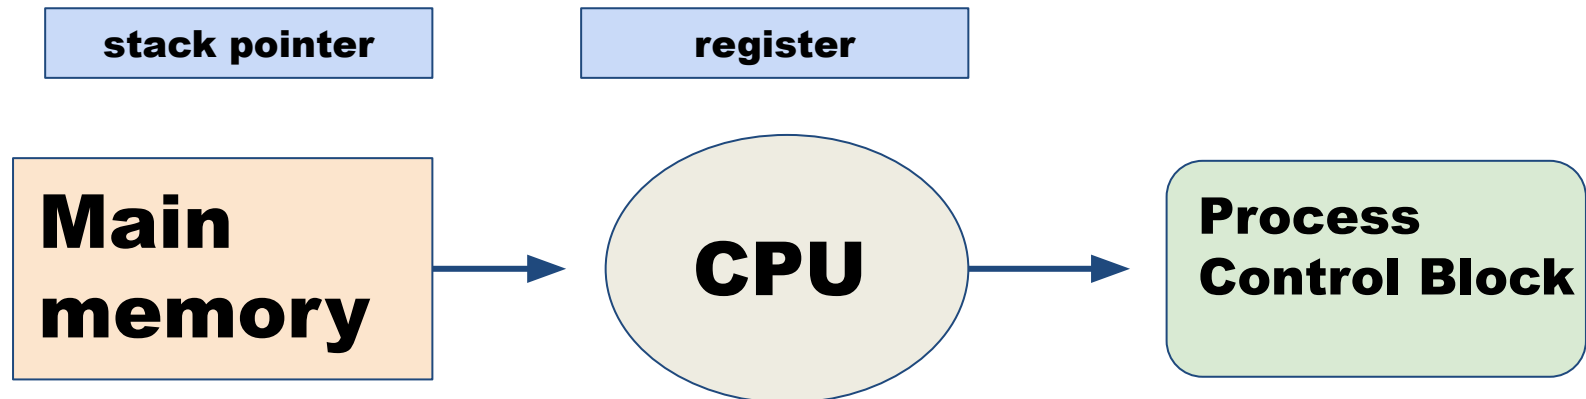 stack pointer
register
Main
memory
CPU
Process
Control Block